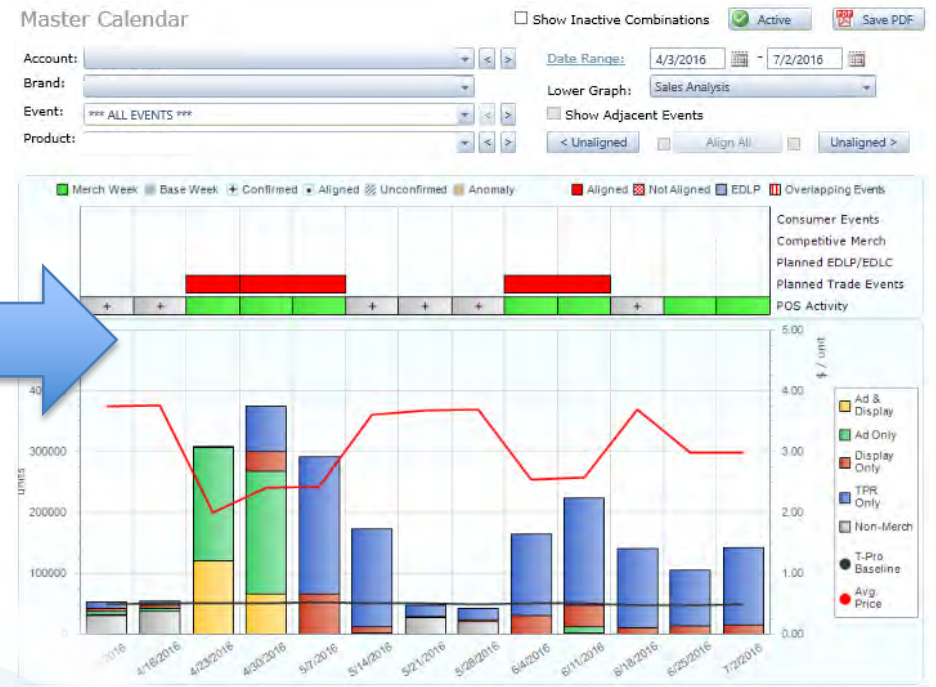 Master Calendar
Show Inactive Combinations
Active
Save PDF
Account:
< >
Date Range:
4/3/2016 - 7/2/2016
Brand:
Lower Graph:
Sales Analysis
Event:
*** ALL EVENTS ***
< >
Show Adjacent Events
Product:
< >
< Unaligned
Align All
Unaligned >
Merch Week Base Week + Confirmed Aligned Unconfirmed Anomaly
Aligned Not Aligned EDLP Overlapping Events
Consumer Events
Competitive Merch
Planned EDLP/EDLC
Planned Trade Events
+ + + + + + POS Activity
5.00
$ / unit
4.00
300000
3.00
units
200000
2.00
100000
1.00
0.00
Ad &
Display
Ad Only
Display
Only
TPR
Only
Non-Merch
T-Pro
Baseline
Avg.
Price
4/16/2016 4/23/2016 4/30/2016 5/7/2016 5/14/2016 5/21/2016 5/28/2016 6/4/2016 6/11/2016 6/18/2016 6/25/2016 7/2/2016